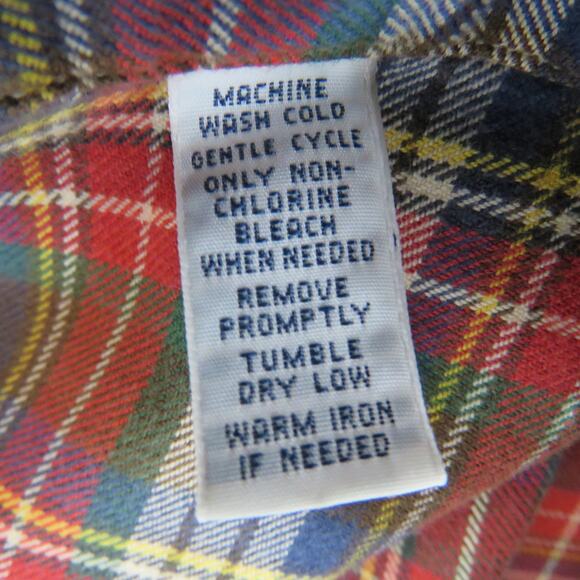 MACHINE
WASH COLD
GENTLE CYCLE
ONLY NON-
CHLORINE
BLEACH
WHEN NEEDED
REMOVE
PROMPTLY
TUMBLE
DRY LOW
WARM IRON
IF NEEDED